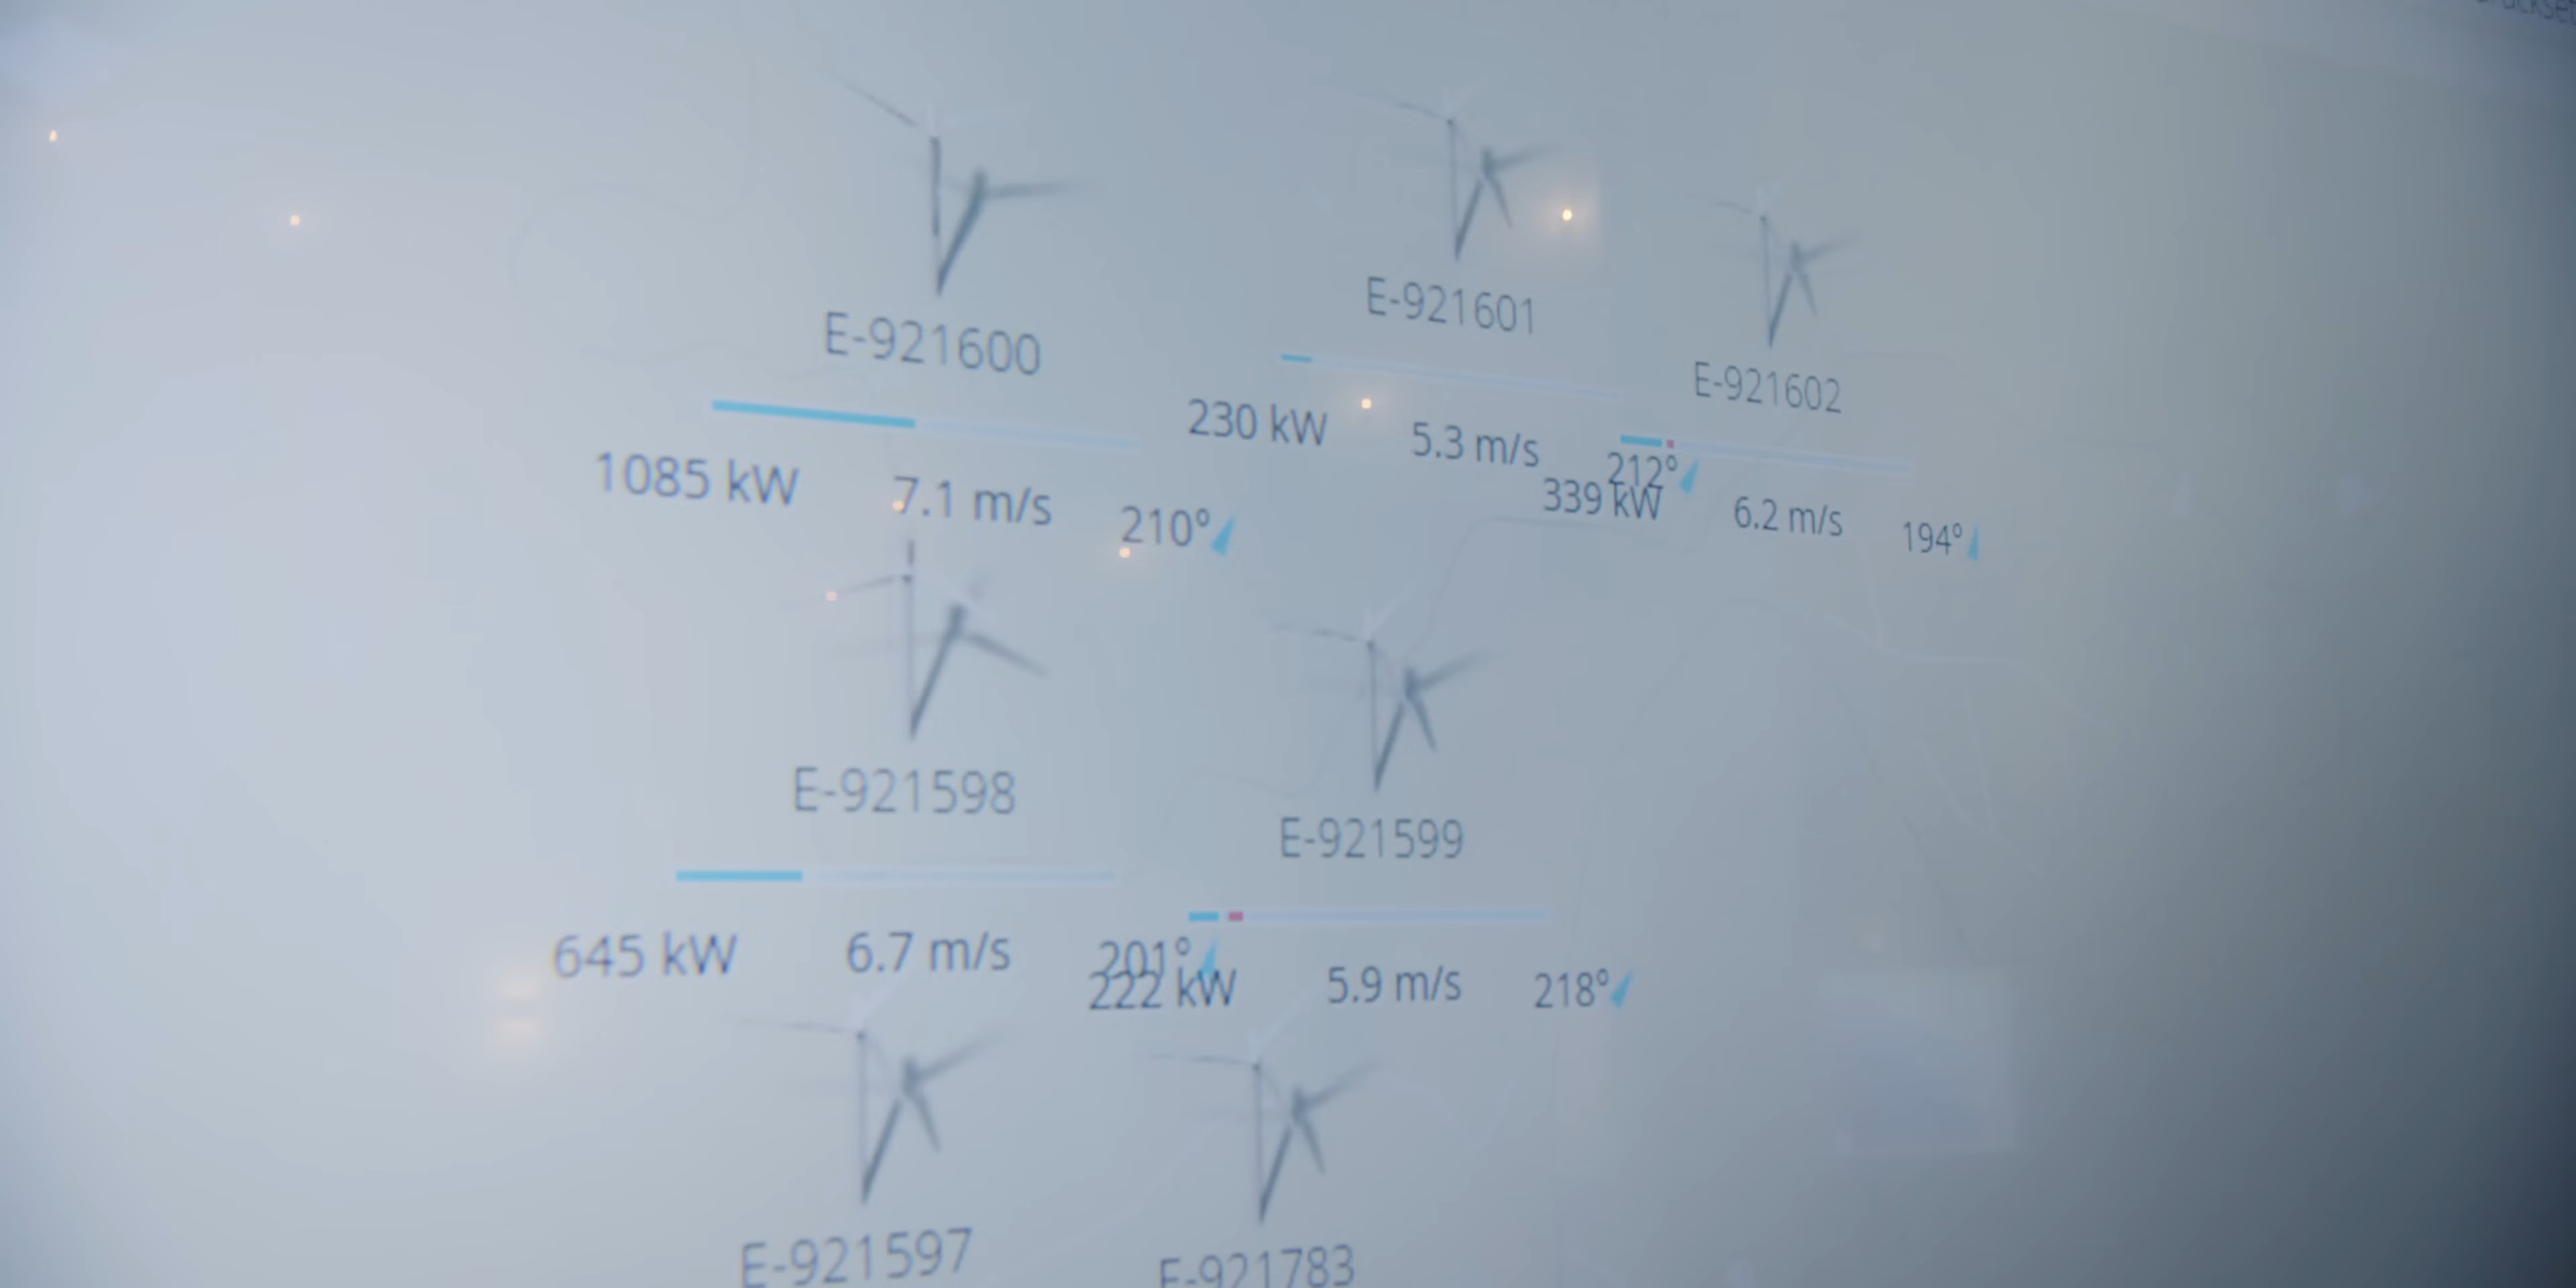 E-921600
1085 kW 7.1 m/s 210°
E-921601
230 kW 5.3 m/s 212°
E-921602
339 kW 6.2 m/s 194°
E-921598
645 kW 6.7 m/s 201°
E-921599
222 kW 5.9 m/s 218°
E-921597
E-921783